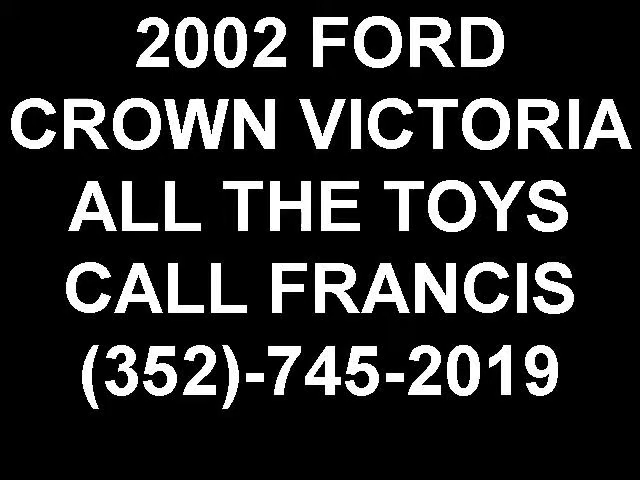 2002 FORD
CROWN VICTORIA
ALL THE TOYS
CALL FRANCIS
(352)-745-2019